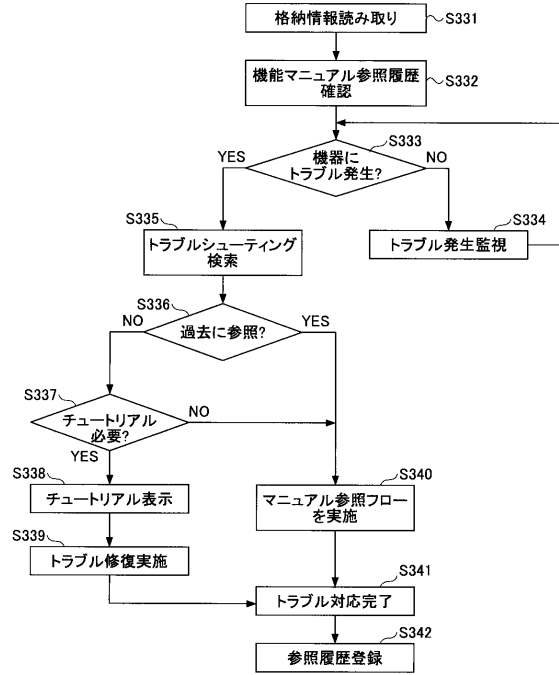 格納情報読み取り
S331
機能マニュアル参照履歴
確認
S332
S333
機器に
トラブル発生?
YES
NO
S335
トラブルシューティング
検索
S334
トラブル発生監視
S336
過去に参照?
NO
YES
S337
チュートリアル
必要?
NO
YES
S338
チュートリアル表示
S340
マニュアル参照フロー
を実施
S339
トラブル修復実施
S341
トラブル対応完了
S342
参照履歴登録